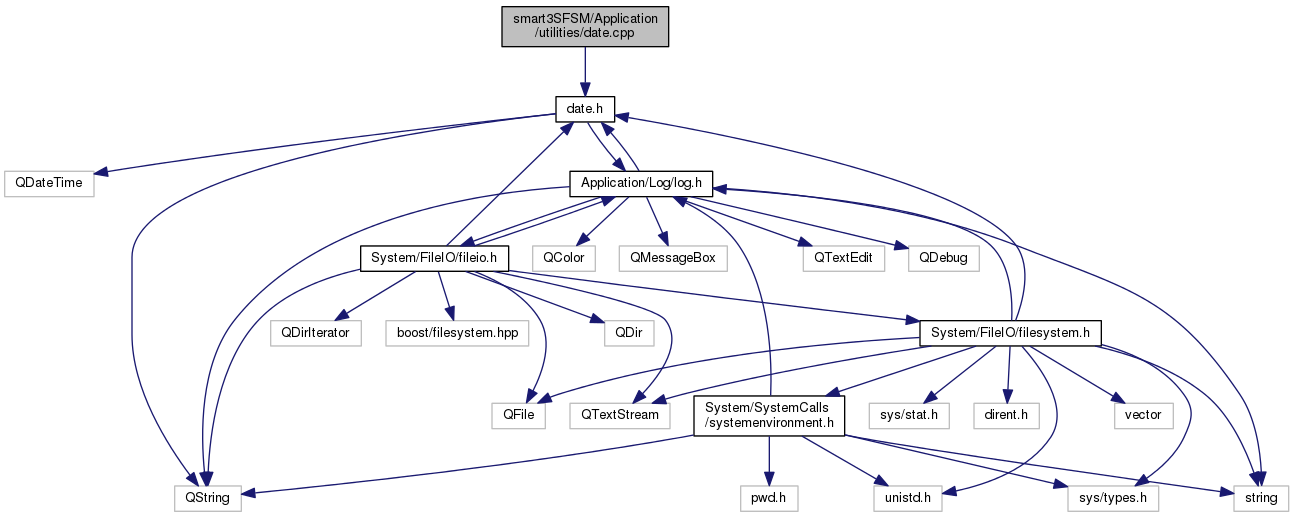 smart3SFSM/Application
/utilities/date.cpp
date.h
QDateTime
Application/Log/log.h
System/FileIO/fileio.h
QColor
QMessageBox
QTextEdit
QDebug
QDirIterator
boost/filesystem.hpp
QDir
System/FileIO/filesystem.h
QFile
QTextStream
System/SystemCalls
/systemenvironment.h
sys/stat.h
dirent.h
vector
QString
pwd.h
unistd.h
sys/types.h
string